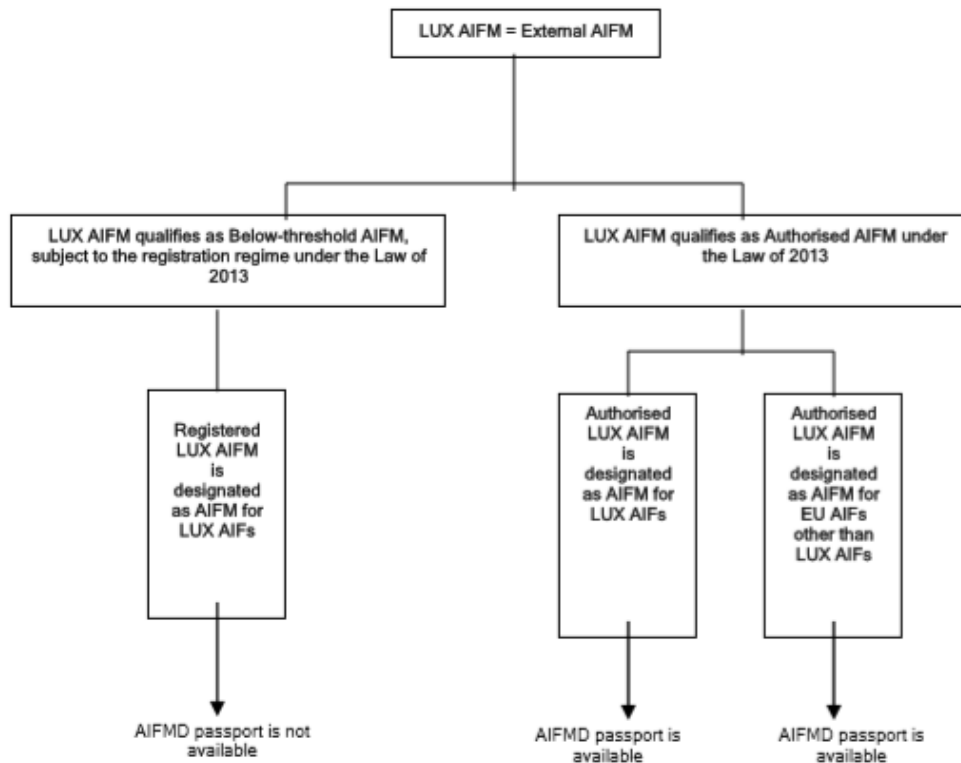 LUX AIFM = External AIFM
LUX AIFM qualifies as Below-threshold AIFM,
subject to the registration regime under the Law of
2013
LUX AIFM qualifies as Authorised AIFM under
the Law of 2013
Registered
LUX AIFM
is
designated
as AIFM for
LUX AIFs
Authorised
LUX AIFM
is
designated
as AIFM for
LUX AIFs
Authorised
LUX AIFM
is
designated
as AIFM for
EU AIFs
other than
LUX AIFs
AIFMD passport is not
available
AIFMD passport is
available
AIFMD passport is
available